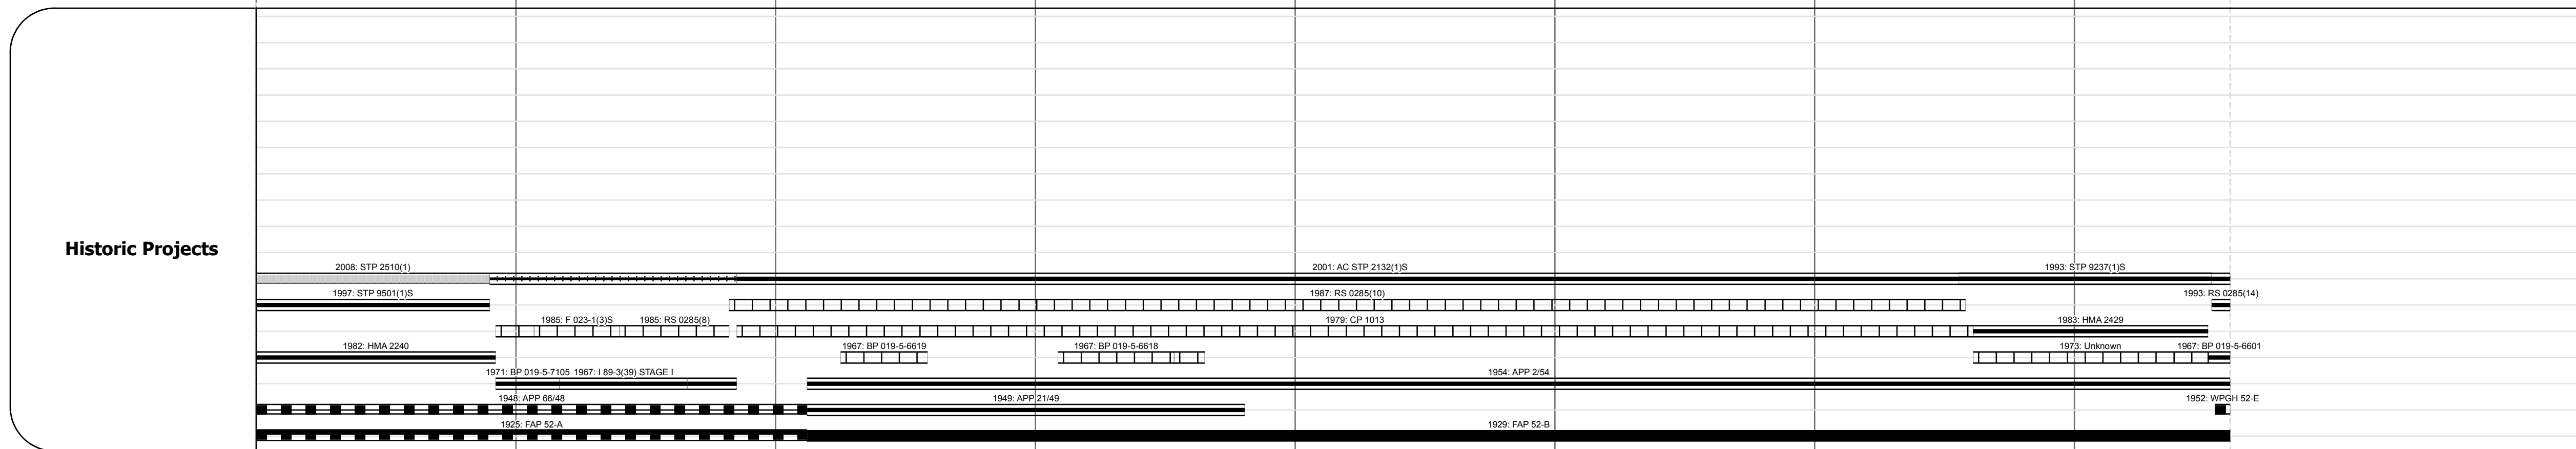 Historic Projects
2008: STP 2510(1)
2001: AC STP 2132(1)S
1993: STP 9237(1)S
1997: STP 9501(1)S
1987: RS 0285(10)
1993: RS 0285(14)
1985: F 023-1(3)S
1985: RS 0285(8)
1979: CP 1013
1983: HMA 2429
1982: HMA 2240
1967: BP 019-5-6619
1967: BP 019-5-6618
1973: Unknown
1967: BP 019-5-6601
1971: BP 019-5-7105
1967: I 89-3(39) STAGE I
1954: APP 2/54
1948: APP 66/48
1949: APP 21/49
1952: WPGH 52-E
1925: FAP 52-A
1929: FAP 52-B